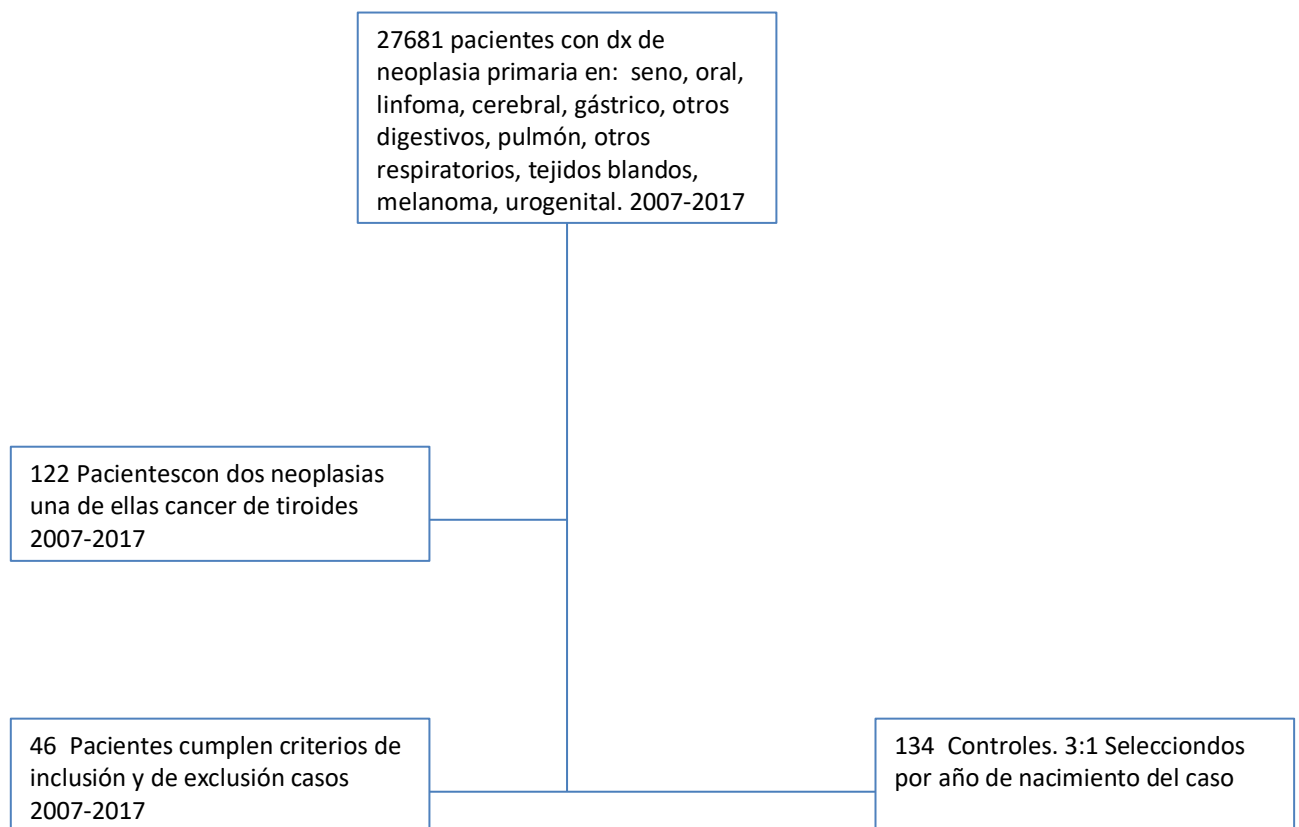 27681 pacientes con dx de
neoplasia primaria en:  seno, oral,
linfoma, cerebral, gástrico, otros
digestivos, pulmón, otros
respiratorios, tejidos blandos,
melanoma, urogenital. 2007-2017
122 Pacientescon dos neoplasias
una de ellas cancer de tiroides
2007-2017
46  Pacientes cumplen criterios de
inclusión y de exclusión casos
2007-2017
134  Controles. 3:1 Selecciondos
por año de nacimiento del caso